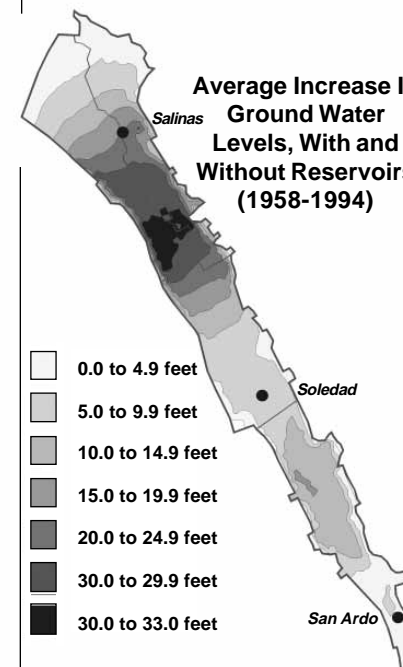 Average Increase I
Ground Water
Levels, With and
Without Reservoirs
(1958-1994)
Salinas
Soledad
San Ardo
0.0 to 4.9 feet
5.0 to 9.9 feet
10.0 to 14.9 feet
15.0 to 19.9 feet
20.0 to 24.9 feet
30.0 to 29.9 feet
30.0 to 33.0 feet